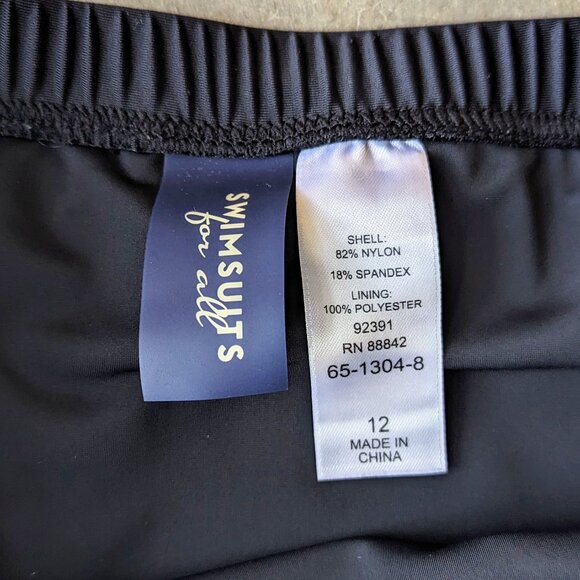 SWIMSUITS
for all
SHELL:
82% NYLON
18% SPANDEX
LINING:
100% POLYESTER
92391
RN 88842
65-1304-8
12
MADE IN
CHINA